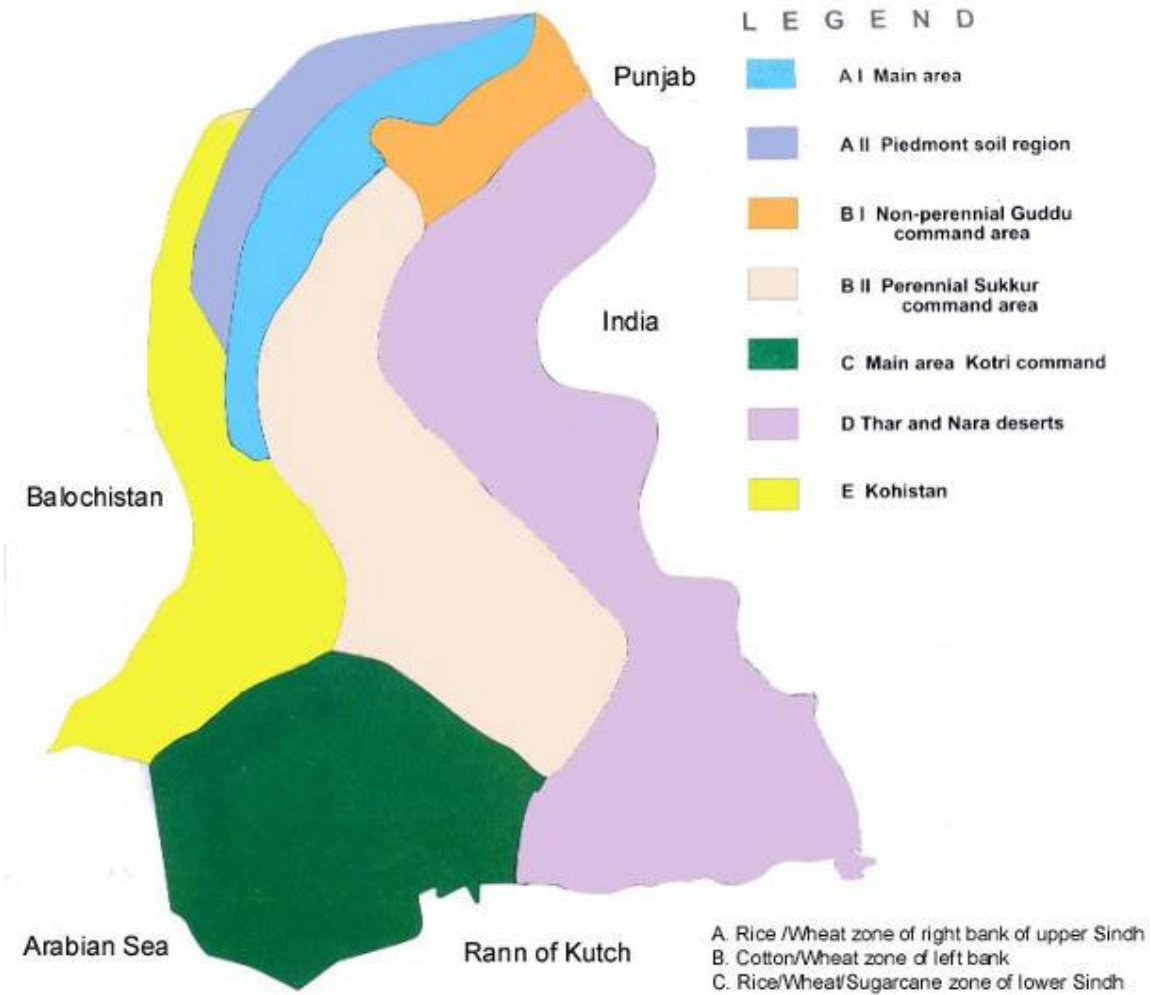 L E G E N D
Punjab
A I Main area
A II Piedmont soil region
B I Non-perennial Guddu
command area
B II Perennial Sukkur
command area
India
C Main area Kotri command
D Thar and Nara deserts
E Kohistan
Balochistan
Arabian Sea
Rann of Kutch
A. Rice /Wheat zone of right bank of upper Sindh
B. Cotton/Wheat zone of left bank
C. Rice/Wheat/Sugarcane zone of lower Sindh